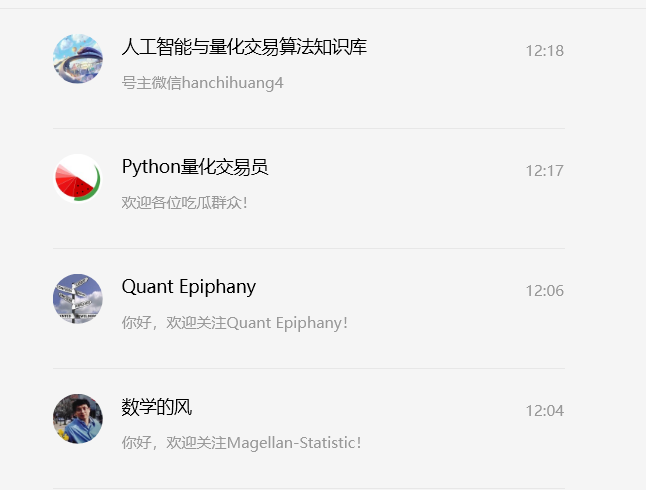 人工智能与量化交易算法知识库
12:18
号主微信hanchihuang4
Python量化交易员
12:17
欢迎各位吃瓜群众！
Quant Epiphany
12:06
你好，欢迎关注Quant Epiphany！
数学的风
12:04
你好，欢迎关注Magellan-Statistic！